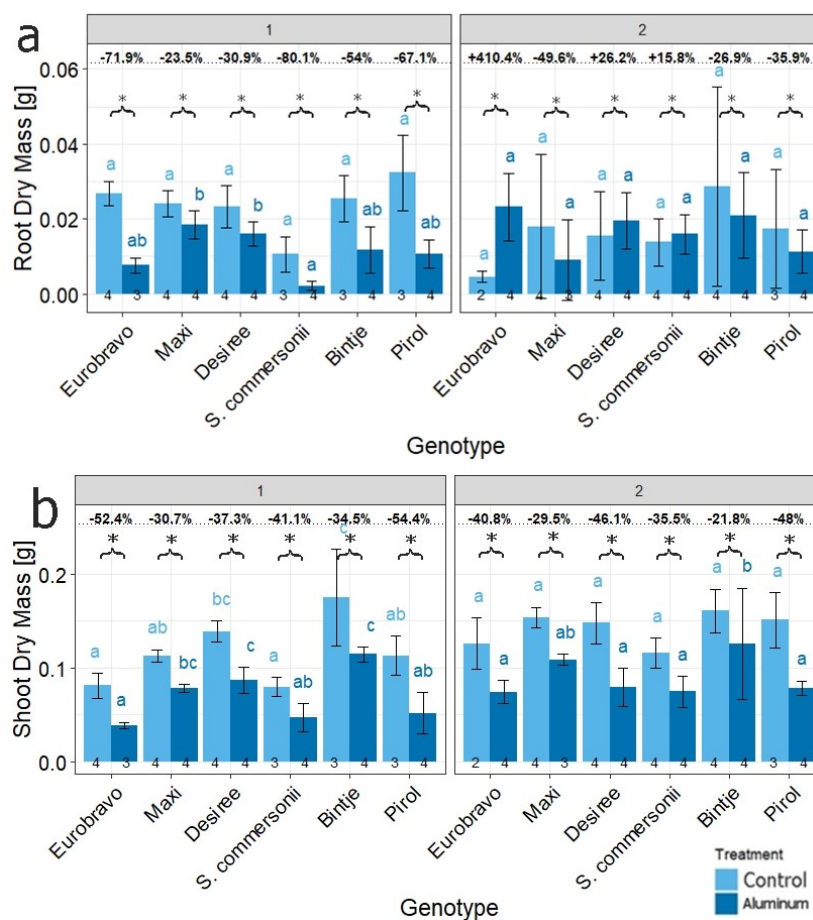 a
1 2
-71.9% -23.5% -30.9% -80.1% -54% -67.1% +410.4% -49.6% +26.2% +15.8% -26.9% -35.9%
Root Dry Mass [g]
0.06
0.04
0.02
0.00
* * * * * * * * * * * *
a ab a b a b a a a ab a ab a a a a a a a a a a a a
4 4 4 4 4 4 3 4 3 4 3 4 2 4 4 3 4 4 4 4 4 4 3 4
Eurobravo Maxi Desiree S. commersonii Bintje Pirol Eurobravo Maxi Desiree S. commersonii Bintje Pirol
Genotype
b
1 2
-52.4% -30.7% -37.3% -41.1% -34.5% -54.4% -40.8% -29.5% -46.1% -35.5% -21.8% -48%
Shoot Dry Mass [g]
0.2
0.1
0.0
* * * * * * * * * * * *
a a ab bc bc c a ab c c ab ab a a a ab a a a a a b a a
4 3 4 4 4 4 3 4 3 4 3 4 2 4 4 3 4 4 4 4 4 4 3 4
Eurobravo Maxi Desiree S. commersonii Bintje Pirol Eurobravo Maxi Desiree S. commersonii Bintje Pirol
Genotype
Treatment
Control
Aluminum